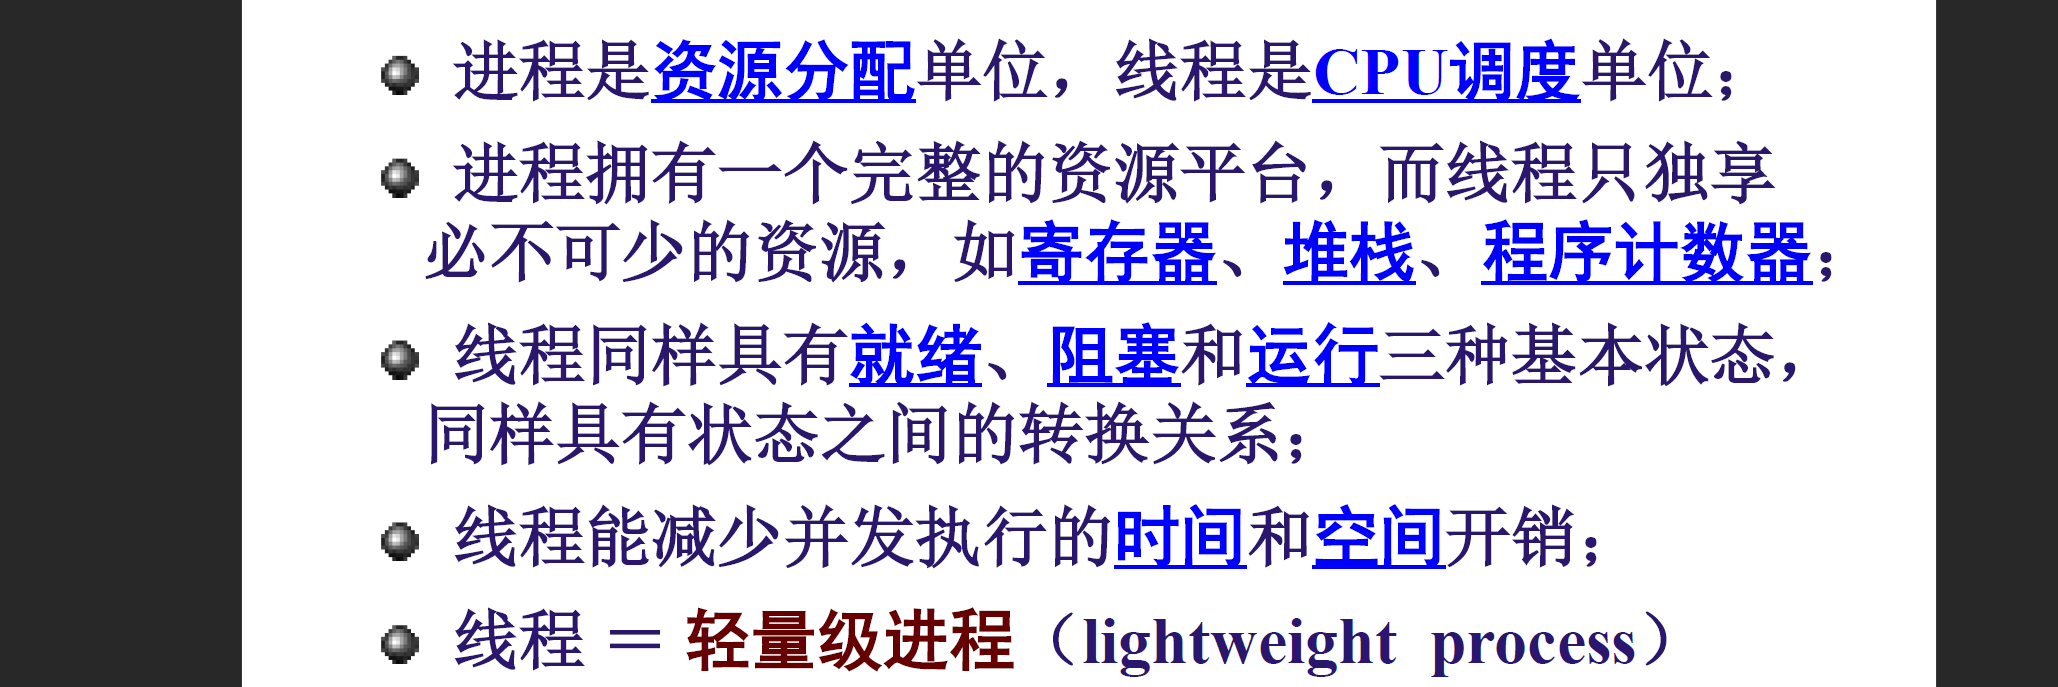 进程是资源分配单位，线程是CPU调度单位；
进程拥有一个完整的资源平台，而线程只独享
必不可少的资源，如寄存器、堆栈、程序计数器；
线程同样具有就绪、阻塞和运行三种基本状态，
同样具有状态之间的转换关系；
线程能减少并发执行的时间和空间开销；
线程 ＝ 轻量级进程（lightweight process）